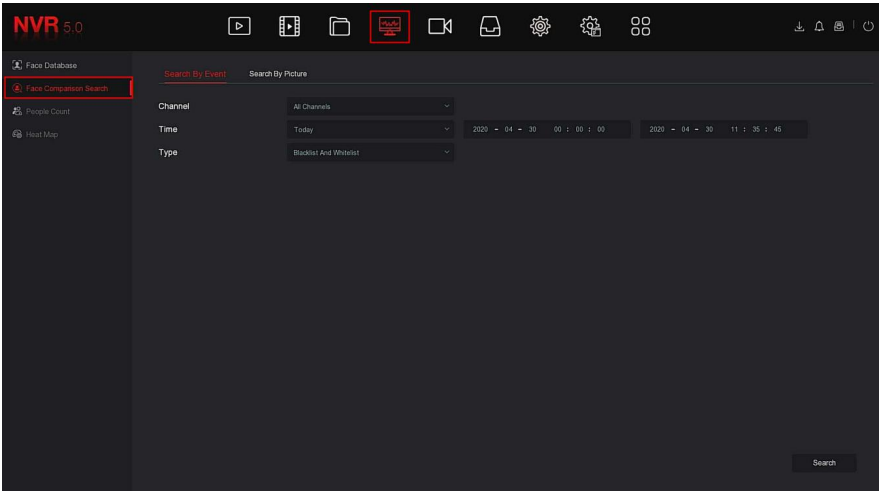 NVR 5.0
Face Database
Face Comparison Search
People Count
Heat Map
Search By Event Search By Picture
Channel All Channels
Time Today 2020 - 04 - 30 00 : 00 : 00 2020 - 04 - 30 11 : 35 : 45
Type Blacklist And Whitelist
Search